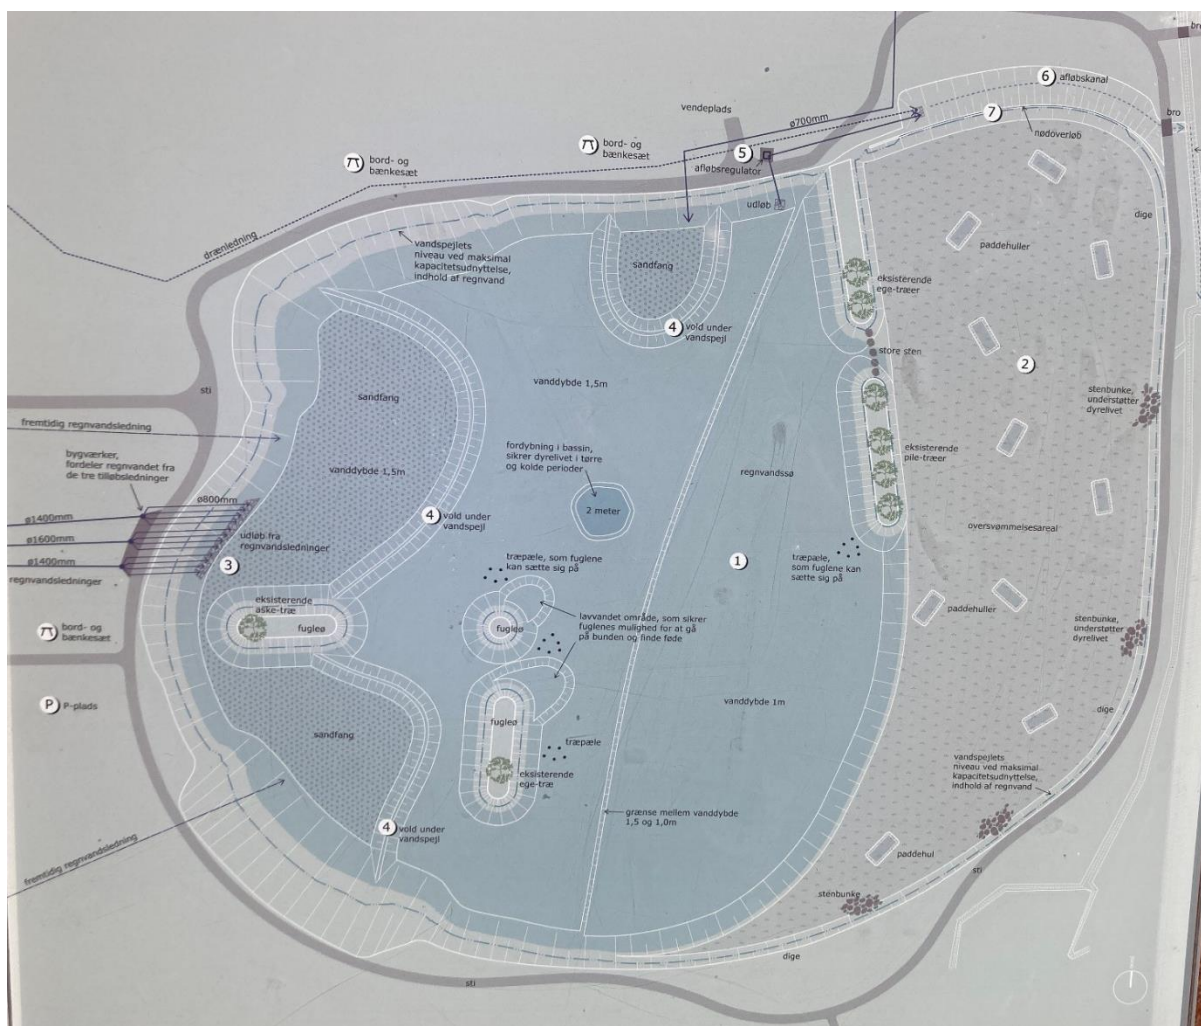 bro
6
afløbskanal
7
bro
nødoverløb
vendeplads
ø700mm
bord- og
bænkesæt
5
afløbsregulator
bord- og
bænkesæt
udløb
drænledning
vandspejlets
niveau ved maksimal
kapacitetsudnyttelse,
indhold af regnvand
sandfang
dige
paddehuller
eksisterende
ege-træer
4
vold under
vandspejl
store sten
2
sti
sandfang
vanddybde 1,5m
stenbunke,
understøtter
dyrelivet
fremtidig regnvandsledning
bygværker,
fordeler regnvandet fra
de tre tilløbsledninger
vanddybde 1,5m
fordybning i bassin,
sikrer dyrelivet i tørre
og kolde perioder
regnvandssø
eksisterende
pile-træer
ø800mm
ø1400mm
ø1600mm
ø1400mm
regnvandsledninger
udløb fra
regnvandsledninger
3
4
vold under
vandspejl
2 meter
oversvømmelsesareal
træpæle, som fuglene
kan sætte sig på
1
træpæle,
som fuglene kan
sætte sig på
eksisterende
aske-træ
fugleø
fugleø
lavvandet område, som sikrer
fuglenes mulighed for at gå
på bunden og finde føde
paddehuller
stenbunke,
understøtter
dyrelivet
bord- og
bænkesæt
P
P-plads
sandfang
fugleø
træpæle
eksisterende
ege-træ
vanddybde 1m
dige
vandspejlets
niveau ved maksimal
kapacitetsudnyttelse,
indhold af regnvand
grænse mellem vanddybde
1,5 og 1,0m
4
vold under
vandspejl
fremtidig regnvandsledning
paddehul
sti
stenbunke
dige
sti